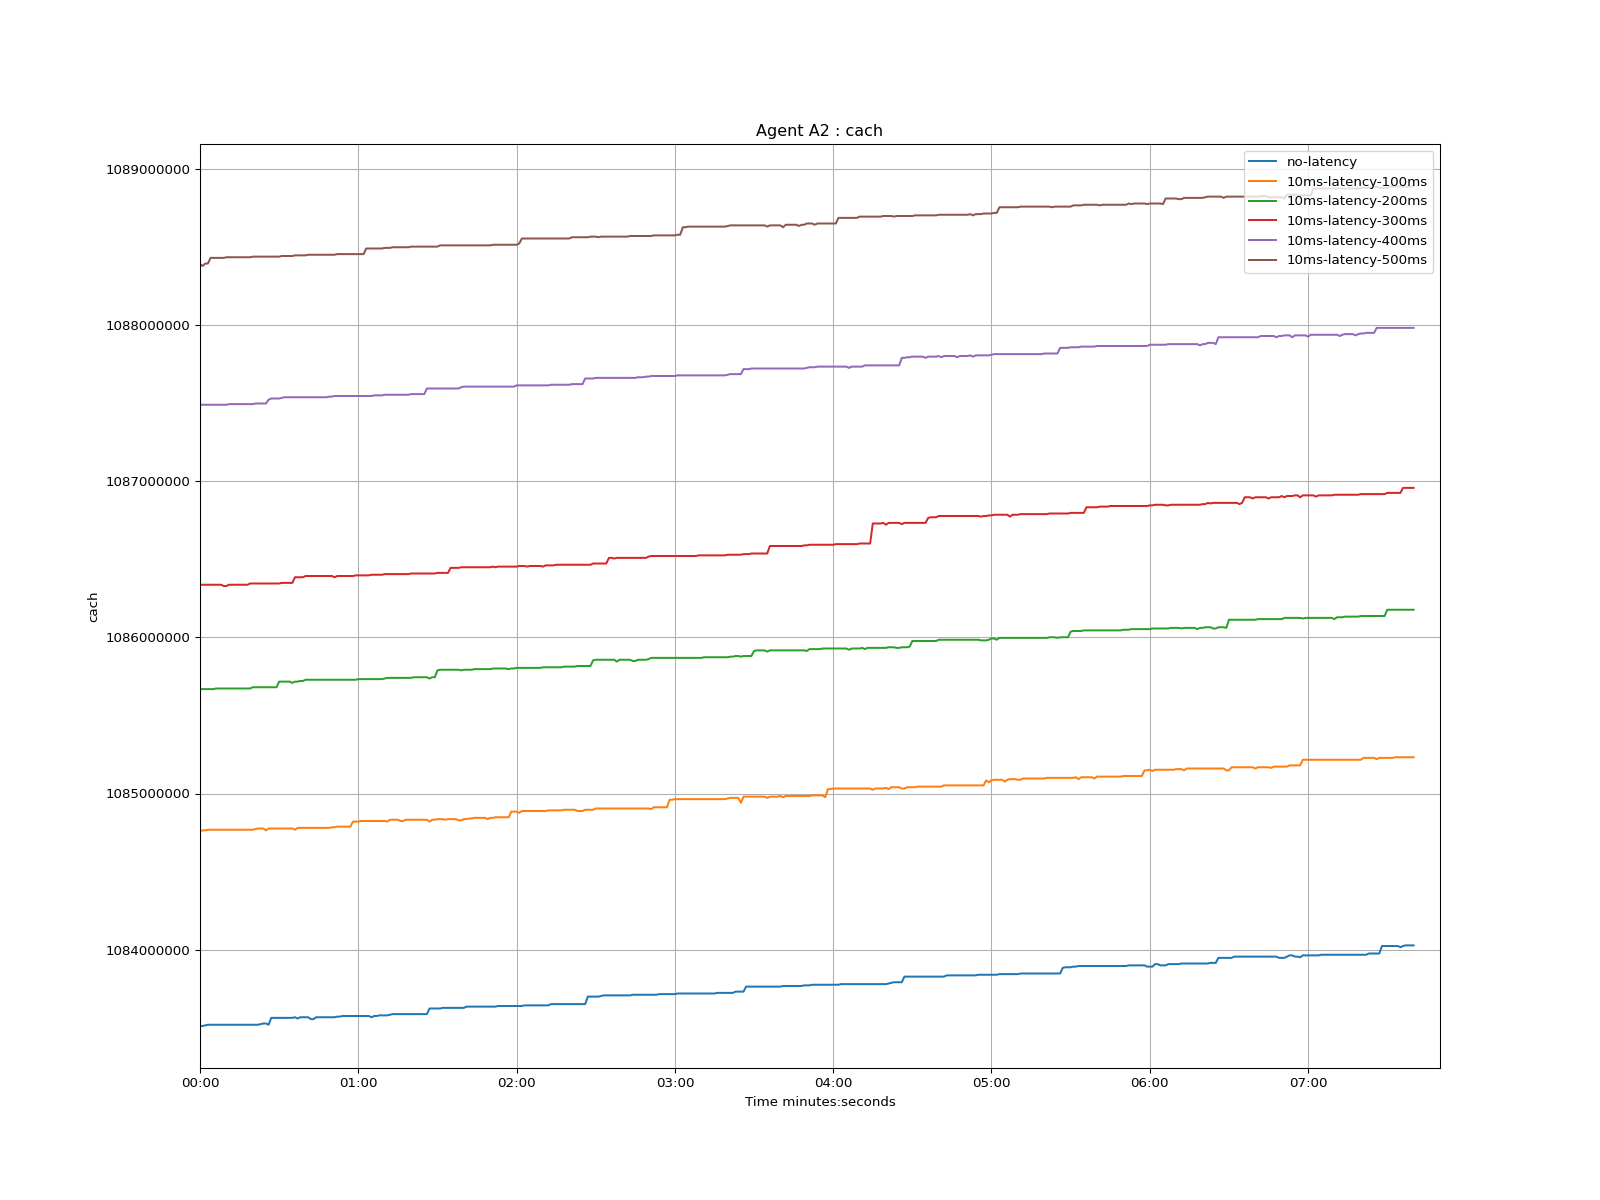 Agent A2 : cach
1089000000
1088000000
1087000000
1086000000
1085000000
1084000000
cach
no-latency
10ms-latency-100ms
10ms-latency-200ms
10ms-latency-300ms
10ms-latency-400ms
10ms-latency-500ms
00:00 01:00 02:00 03:00 04:00 05:00 06:00 07:00
Time minutes:seconds